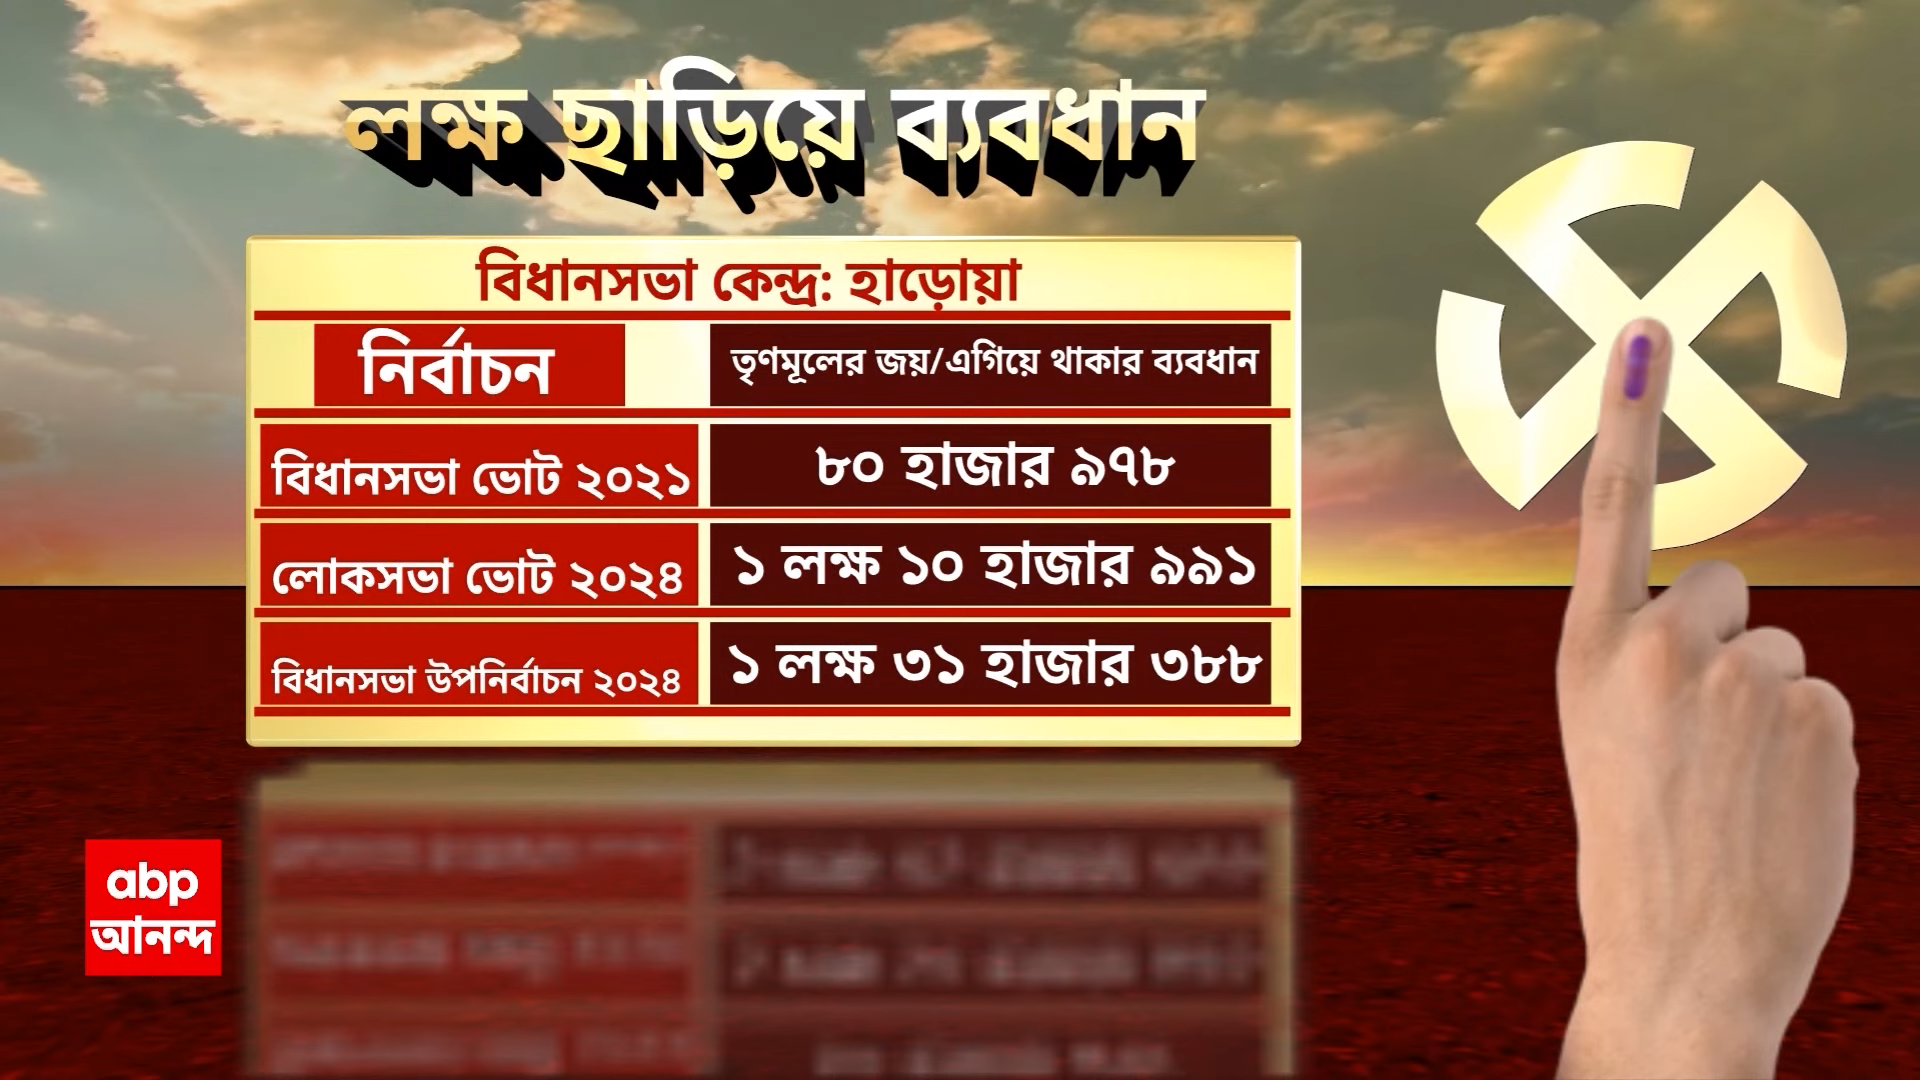 লক্ষ ছাড়িয়ে ব্যবধান
বিধানসভা কেন্দ্র: হাড়োয়া
নির্বাচন
তৃণমূলের জয়/এগিয়ে থাকার ব্যবধান
বিধানসভা ভোট ২০২১
৮০ হাজার ৯৭৮
লোকসভা ভোট ২০২৪
১ লক্ষ ১০ হাজার ৯৯১
বিধানসভা উপনির্বাচন ২০২৪
১ লক্ষ ৩১ হাজার ৩৮৮
abp
আনন্দ